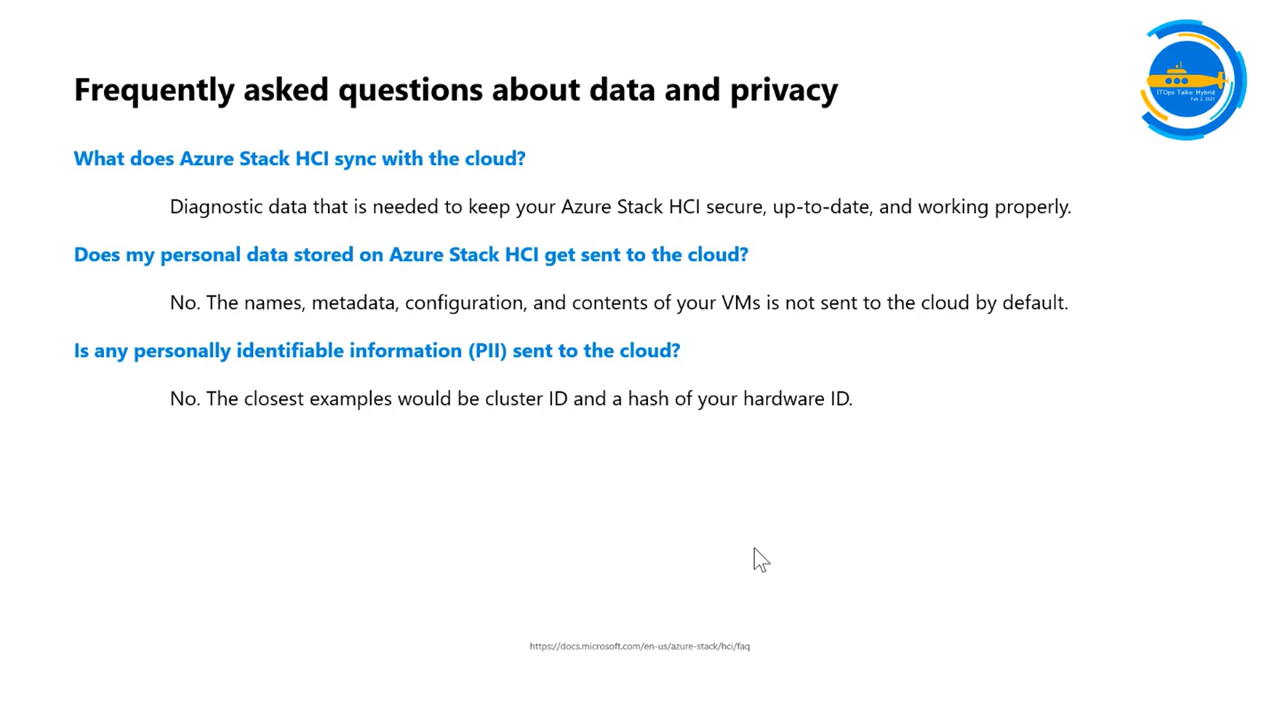 Frequently asked questions about data and privacy
ITOps Talks: Hybrid
Feb 2, 2021
What does Azure Stack HCI sync with the cloud?
Diagnostic data that is needed to keep your Azure Stack HCI secure, up-to-date, and working properly.
Does my personal data stored on Azure Stack HCI get sent to the cloud?
No. The names, metadata, configuration, and contents of your VMs is not sent to the cloud by default.
Is any personally identifiable information (PII) sent to the cloud?
No. The closest examples would be cluster ID and a hash of your hardware ID.
https://docs.microsoft.com/en-us/azure-stack/hci/faq